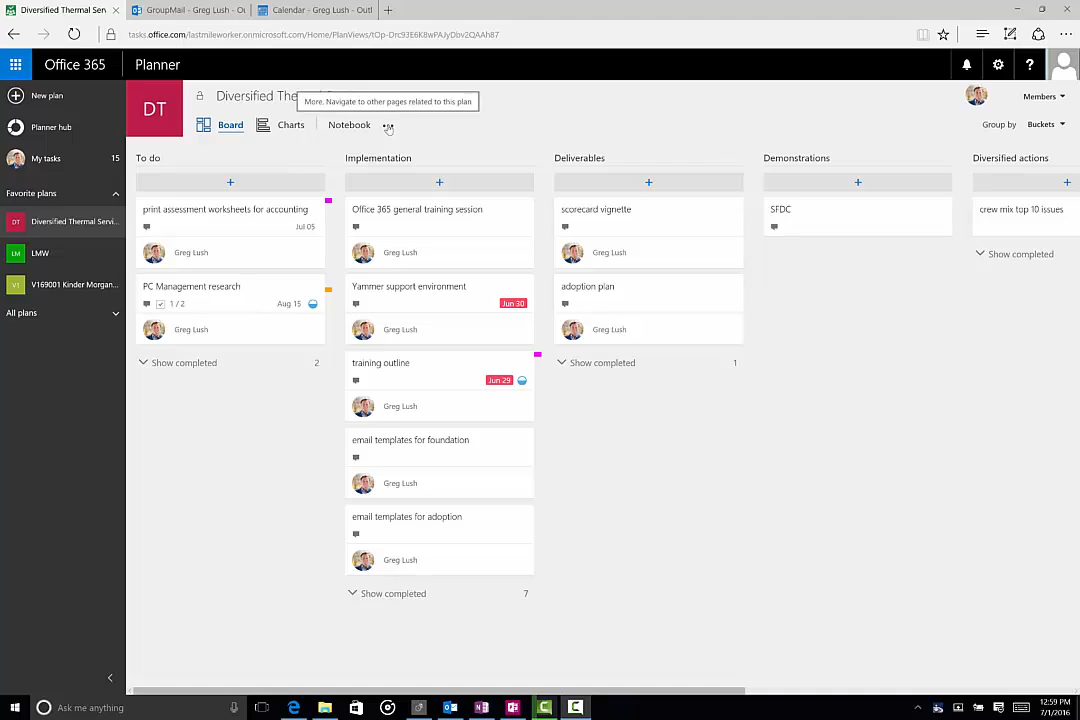 Diversified Thermal Serv
GroupMail - Greg Lush - Ou
Calendar - Greg Lush - Outl
tasks.office.com/lastmileworker.onmicrosoft.com/Home/PlanViews/tOp-Drc93E6K8wPAJyDbv2QAAh87
Office 365
Planner
?
New plan
Planner hub
My tasks 15
Favorite plans
DT Diversified Thermal Servi...
LM LMW
V1 V169001 Kinder Morgan...
All plans
DT
Diversified The
More. Navigate to other pages related to this plan
Board
Charts
Notebook
Members
Group by Buckets
To do
print assessment worksheets for accounting
Jul 05
Greg Lush
PC Management research
1 / 2 Aug 15
Greg Lush
Show completed 2
Implementation
Office 365 general training session
Greg Lush
Yammer support environment
Jun 30
Greg Lush
training outline
Jun 29
Greg Lush
email templates for foundation
Greg Lush
email templates for adoption
Greg Lush
Show completed 7
Deliverables
scorecard vignette
Greg Lush
adoption plan
Greg Lush
Show completed 1
Demonstrations
SFDC
Diversified actions
crew mix top 10 issues
Show completed
Ask me anything
12:59 PM
7/1/2016